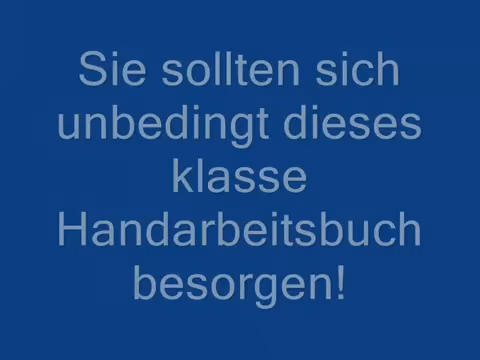 Sie sollten sich
unbedingt dieses
klasse
Handarbeitsbuch
besorgen!